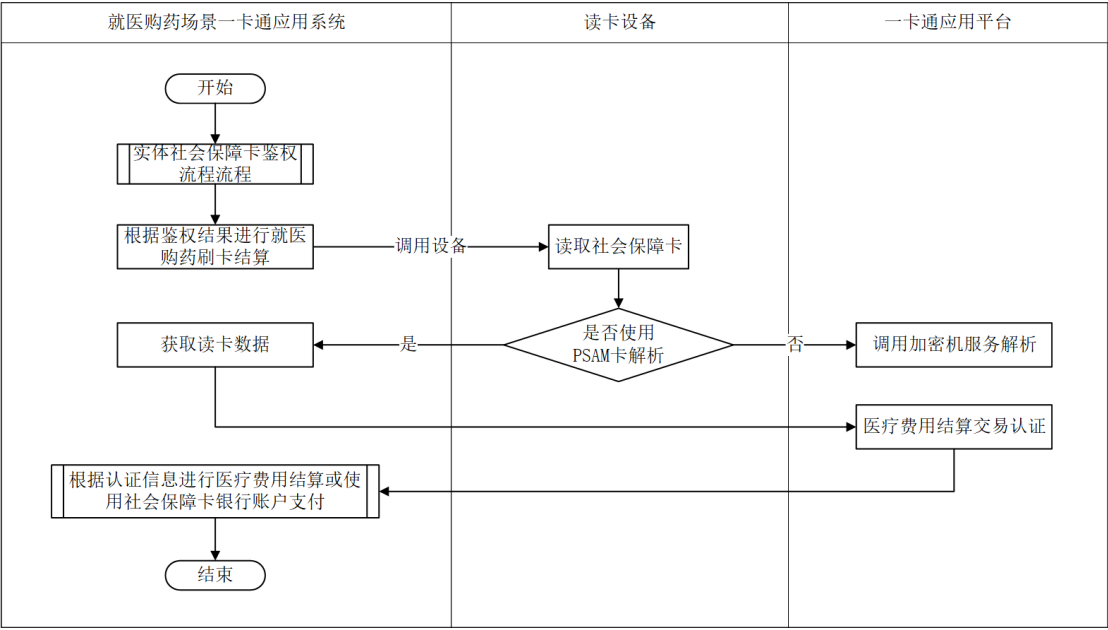 就医购药场景一卡通应用系统
读卡设备
一卡通应用平台
开始
实体社会保障卡鉴权
流程流程
根据鉴权结果进行就医
购药刷卡结算
调用设备
读取社会保障卡
是否使用
PSAM卡解析
是
否
获取读卡数据
调用加密机服务解析
医疗费用结算交易认证
根据认证信息进行医疗费用结算或使
用社会保障卡银行账户支付
结束